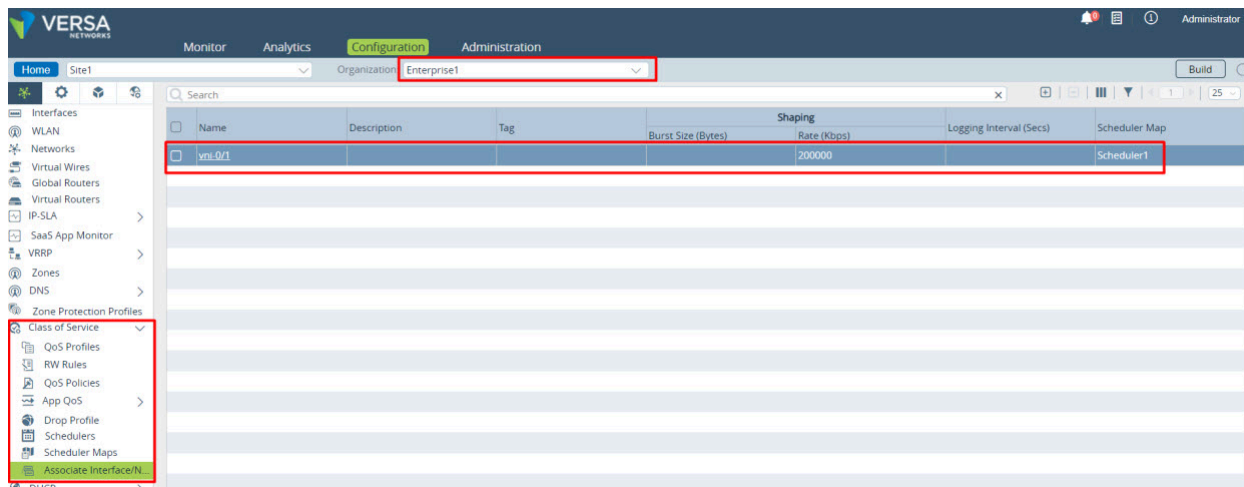 VERSA
NETWORKS
Administrator
Monitor Analytics Configuration Administration
Home Site1 Organization: Enterprise1 Build
Search
1 25
Interfaces
WLAN
Networks
Virtual Wires
Global Routers
Virtual Routers
IP-SLA
SaaS App Monitor
VRRP
Zones
DNS
Zone Protection Profiles
Class of Service
QoS Profiles
RW Rules
QoS Policies
App QoS
Drop Profile
Schedulers
Scheduler Maps
Associate Interface/N...
Shaping
Name Description Tag Burst Size (Bytes) Rate (Kbps) Logging Interval (Secs) Scheduler Map
vni-0/1 200000 Scheduler1